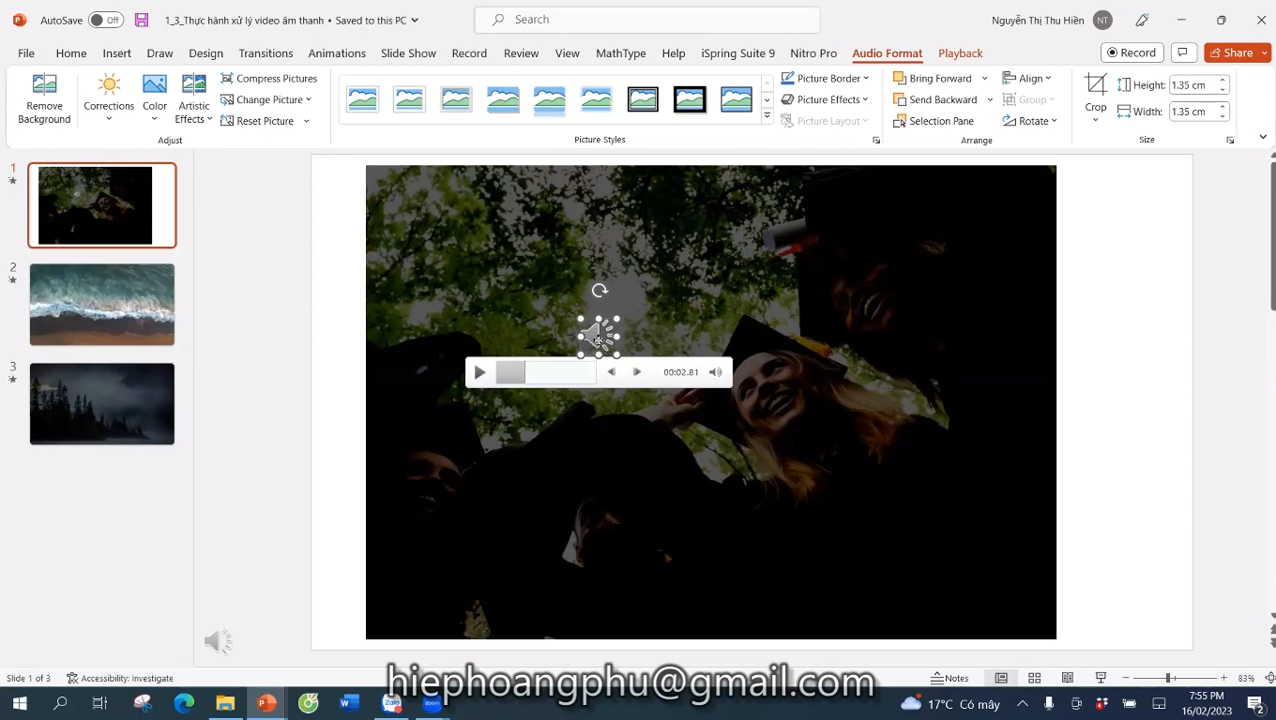 AutoSave Off 1_3_Thực hành xử lý video âm thanh • Saved to this PC Search Nguyễn Thị Thu Hiền NT
File Home Insert Draw Design Transitions Animations Slide Show Record Review View MathType Help iSpring Suite 9 Nitro Pro Audio Format Playback Record Share
Remove Background
Corrections
Color
Artistic Effects
Compress Pictures
Change Picture
Reset Picture
Adjust
Picture Styles
Picture Border
Picture Effects
Picture Layout
Bring Forward
Send Backward
Selection Pane
Align
Group
Rotate
Arrange
Crop
Height: 1.35 cm
Width: 1.35 cm
Size
1
2
3
00:02.81
Slide 1 of 3 Accessibility: Investigate Notes 83%
hiephoangphu@gmail.com
Zalo
zoom
17°C Có mây
7:55 PM
16/02/2023
2